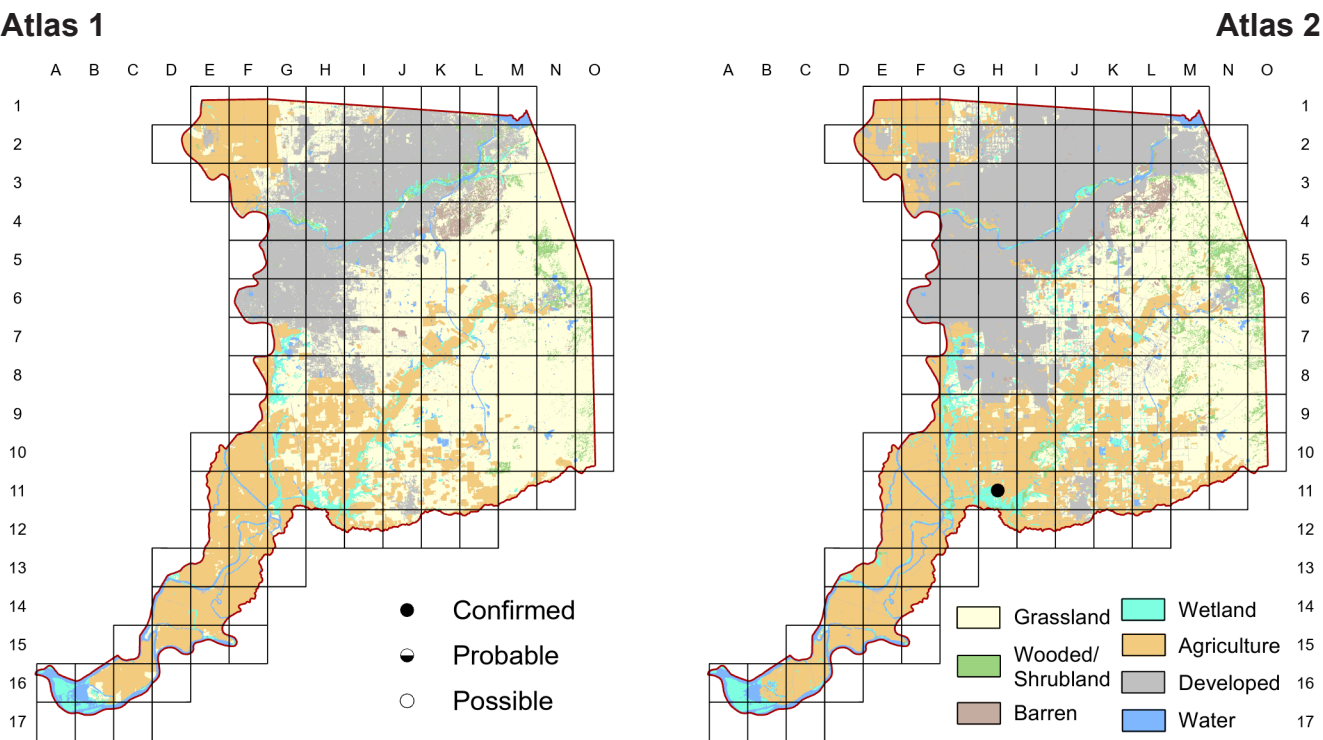 Atlas 1
Atlas 2
A B C D E F G H I J K L M N O
A B C D E F G H I J K L M N O
1
2
3
4
5
6
7
8
9
10
11
12
13
14
15
16
17
1
2
3
4
5
6
7
8
9
10
11
12
13
14
15
16
17
Confirmed
Probable
Possible
Grassland
Wooded/
Shrubland
Barren
Wetland
Agriculture
Developed
Water